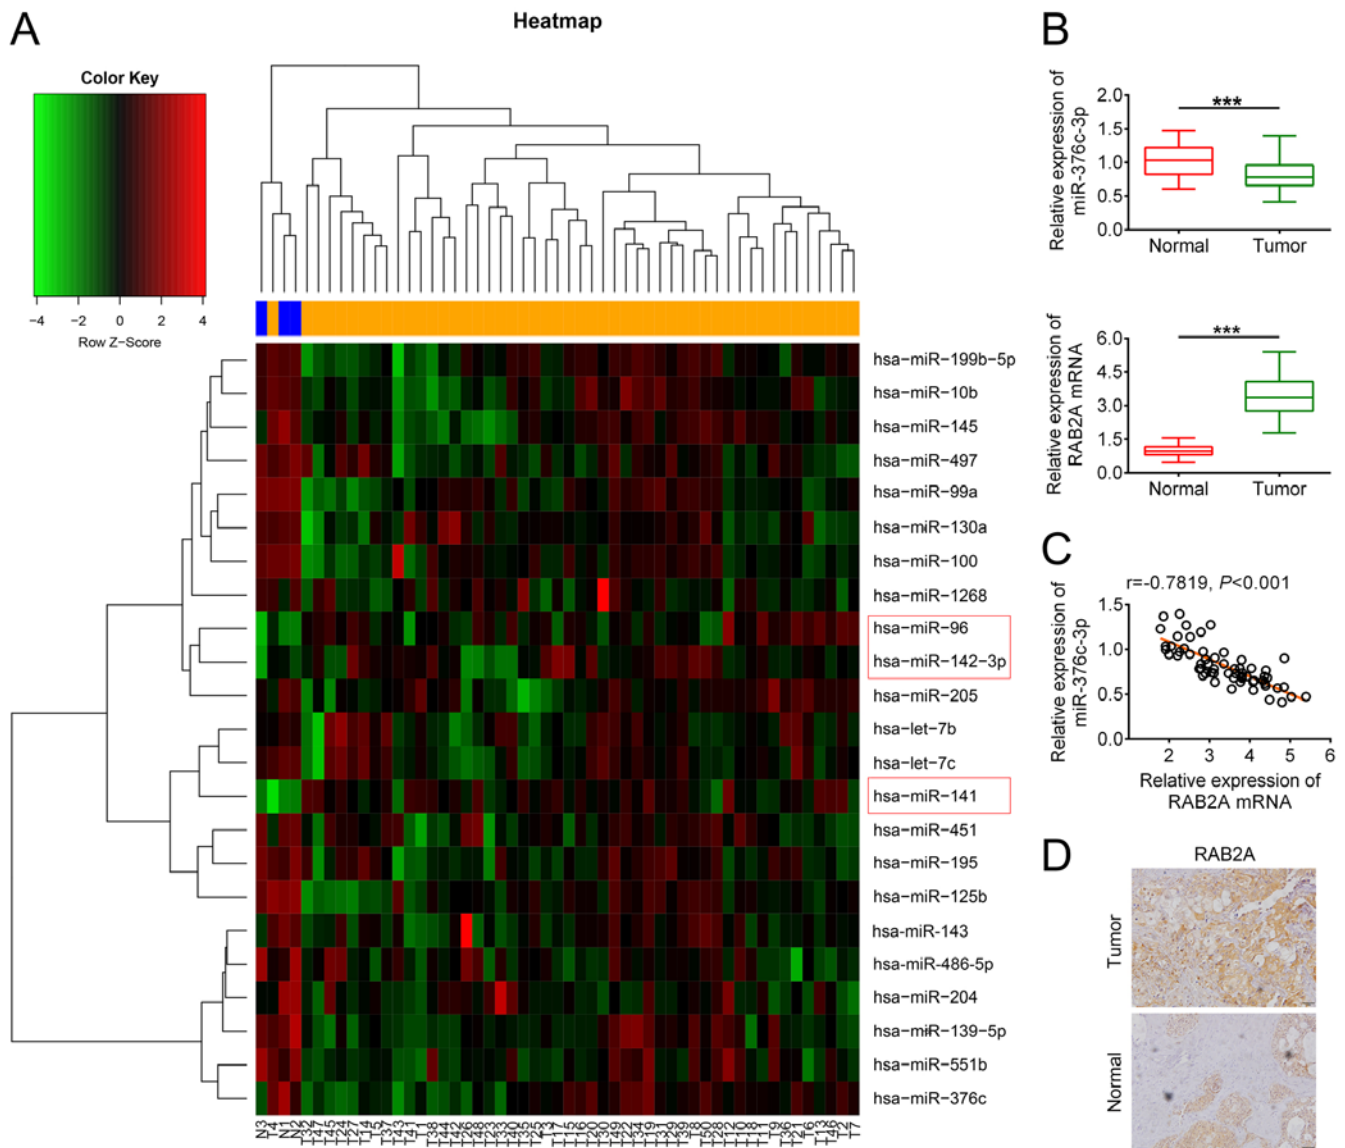 A
Heatmap
Color Key
−4 −2 0 2 4
Row Z−Score
hsa−miR−199b−5p
hsa−miR−10b
hsa−miR−145
hsa−miR−497
hsa−miR−99a
hsa−miR−130a
hsa−miR−100
hsa−miR−1268
hsa−miR−96
hsa−miR−142−3p
hsa−miR−205
hsa−let−7b
hsa−let−7c
hsa−miR−141
hsa−miR−451
hsa−miR−195
hsa−miR−125b
hsa-miR-143
hsa-miR-486-5p
hsa−miR−204
hsa−miR−139−5p
hsa−miR−551b
hsa−miR−376c
N3 T4 N1 N2
B
Relative expression of
miR-376c-3p
2.0
1.5
1.0
0.5
0.0
***
Normal Tumor
Relative expression of
RAB2A mRNA
6.0
4.5
3.0
1.5
0.0
***
Normal Tumor
C
r=-0.7819, P<0.001
Relative expression of
miR-376c-3p
1.5
1.0
0.5
0.0
2 3 4 5 6
Relative expression of
RAB2A mRNA
D
RAB2A
Tumor
Normal